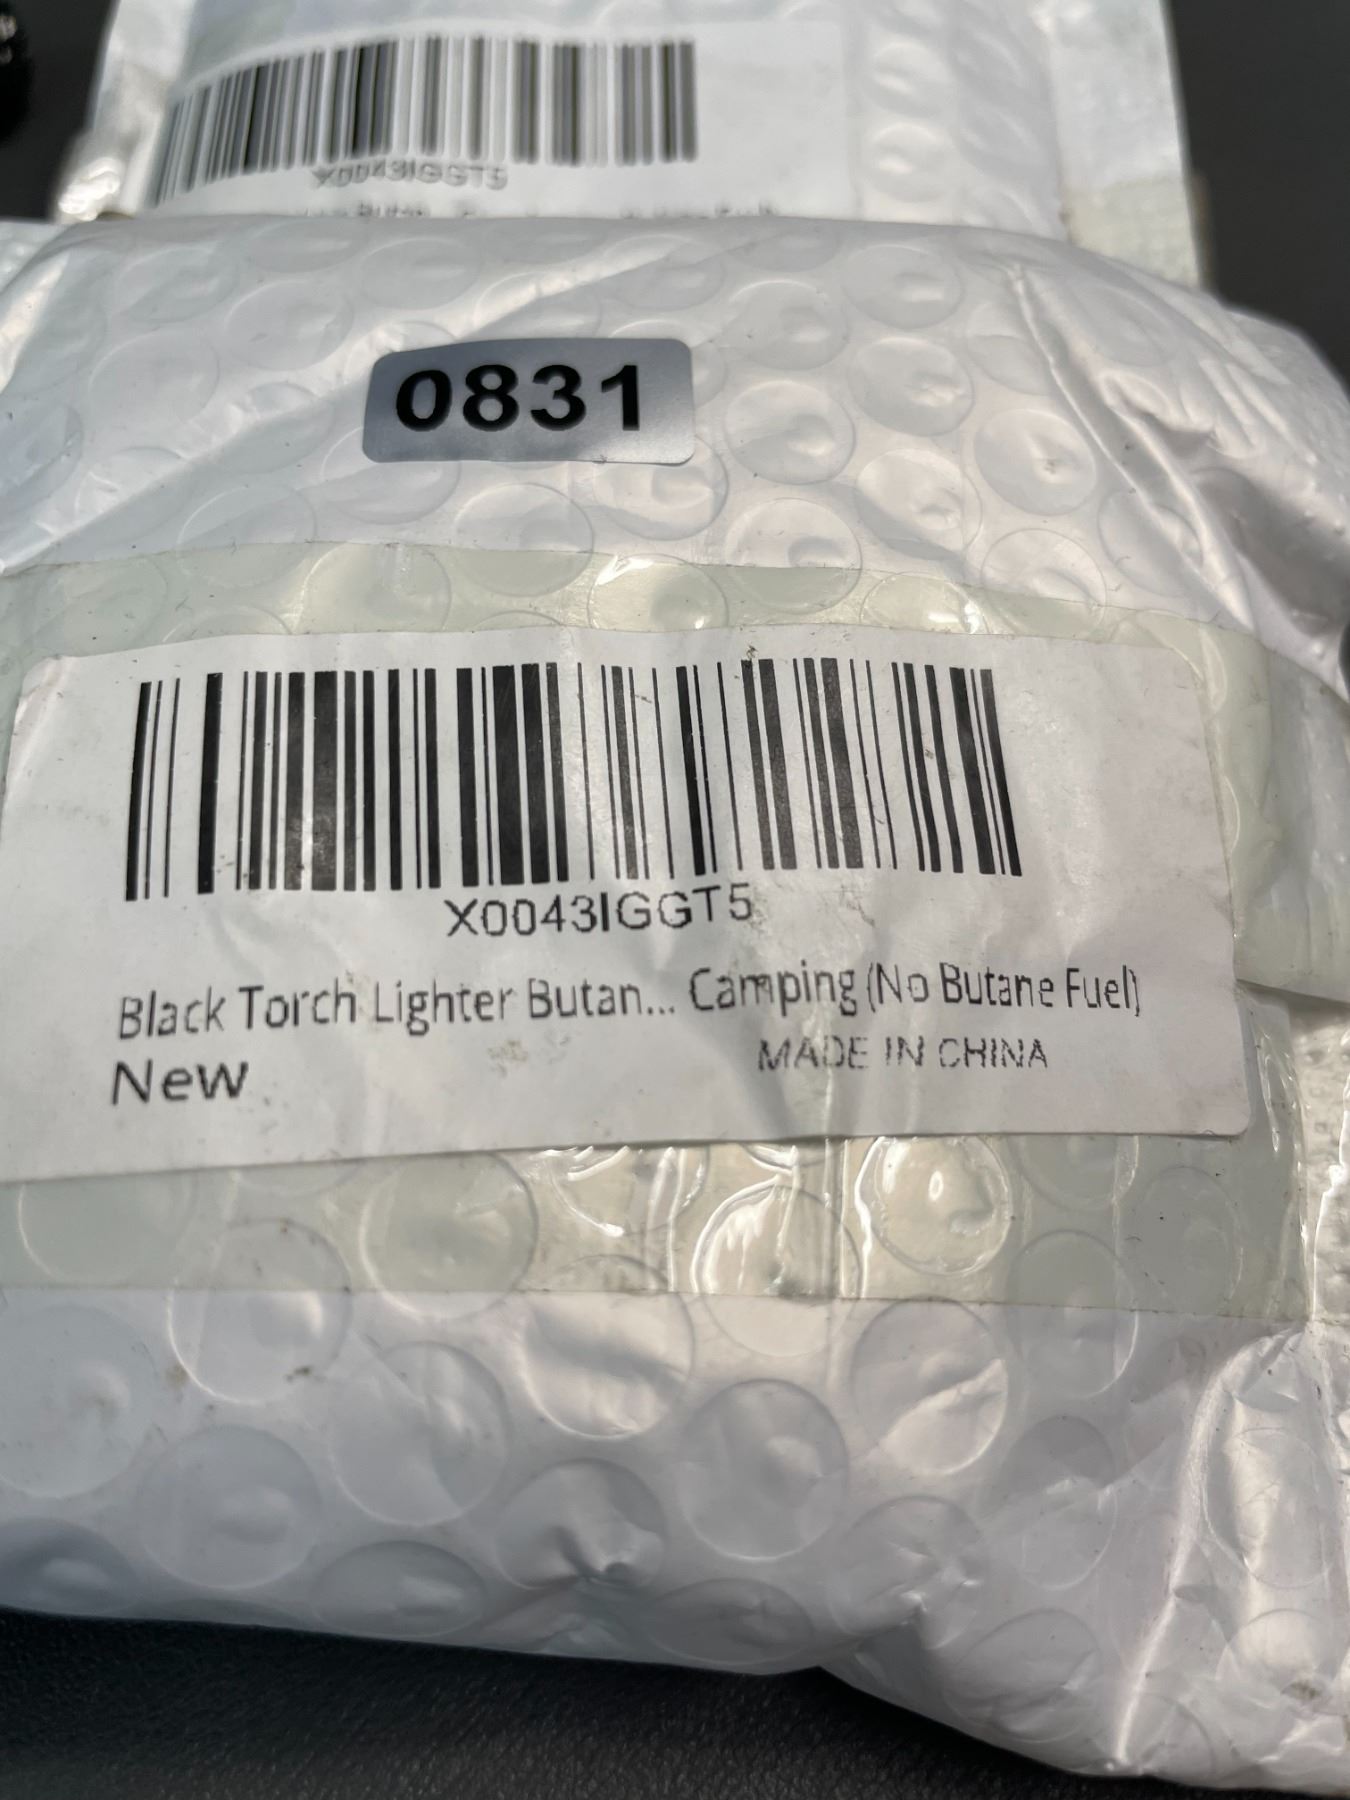 X0043IGGT5
0831
X0043IGGT5
Black Torch Lighter Butan... Camping (No Butane Fuel)
New
MADE IN CHINA